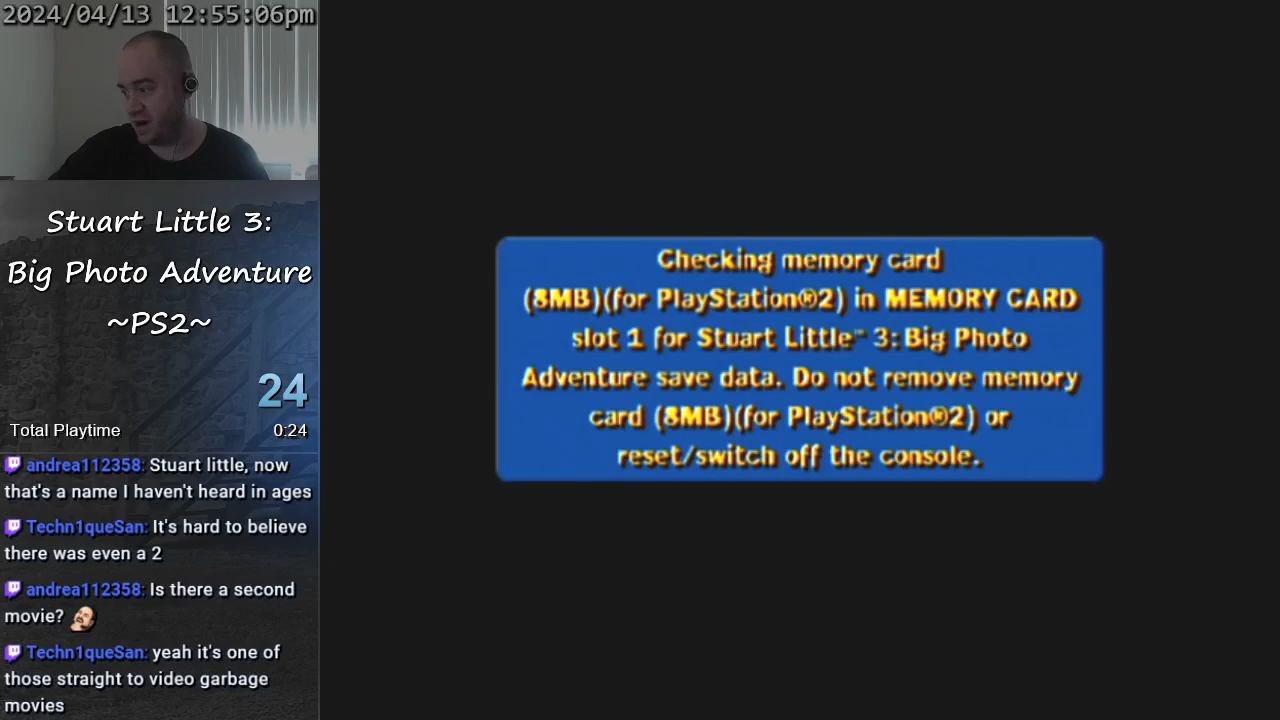 2024/04/13 12:55:06pm
Stuart Little 3:
Big Photo Adventure
~PS2~
24
Total Playtime 0:24
andrea112358: Stuart little, now
that's a name I haven't heard in ages
Techn1queSan: It's hard to believe
there was even a 2
andrea112358: Is there a second
movie?
Techn1queSan: yeah it's one of
those straight to video garbage
movies
Checking memory card
(8MB)(for PlayStation®2) in MEMORY CARD
slot 1 for Stuart Little™ 3: Big Photo
Adventure save data. Do not remove memory
card (8MB)(for PlayStation®2) or
reset/switch off the console.